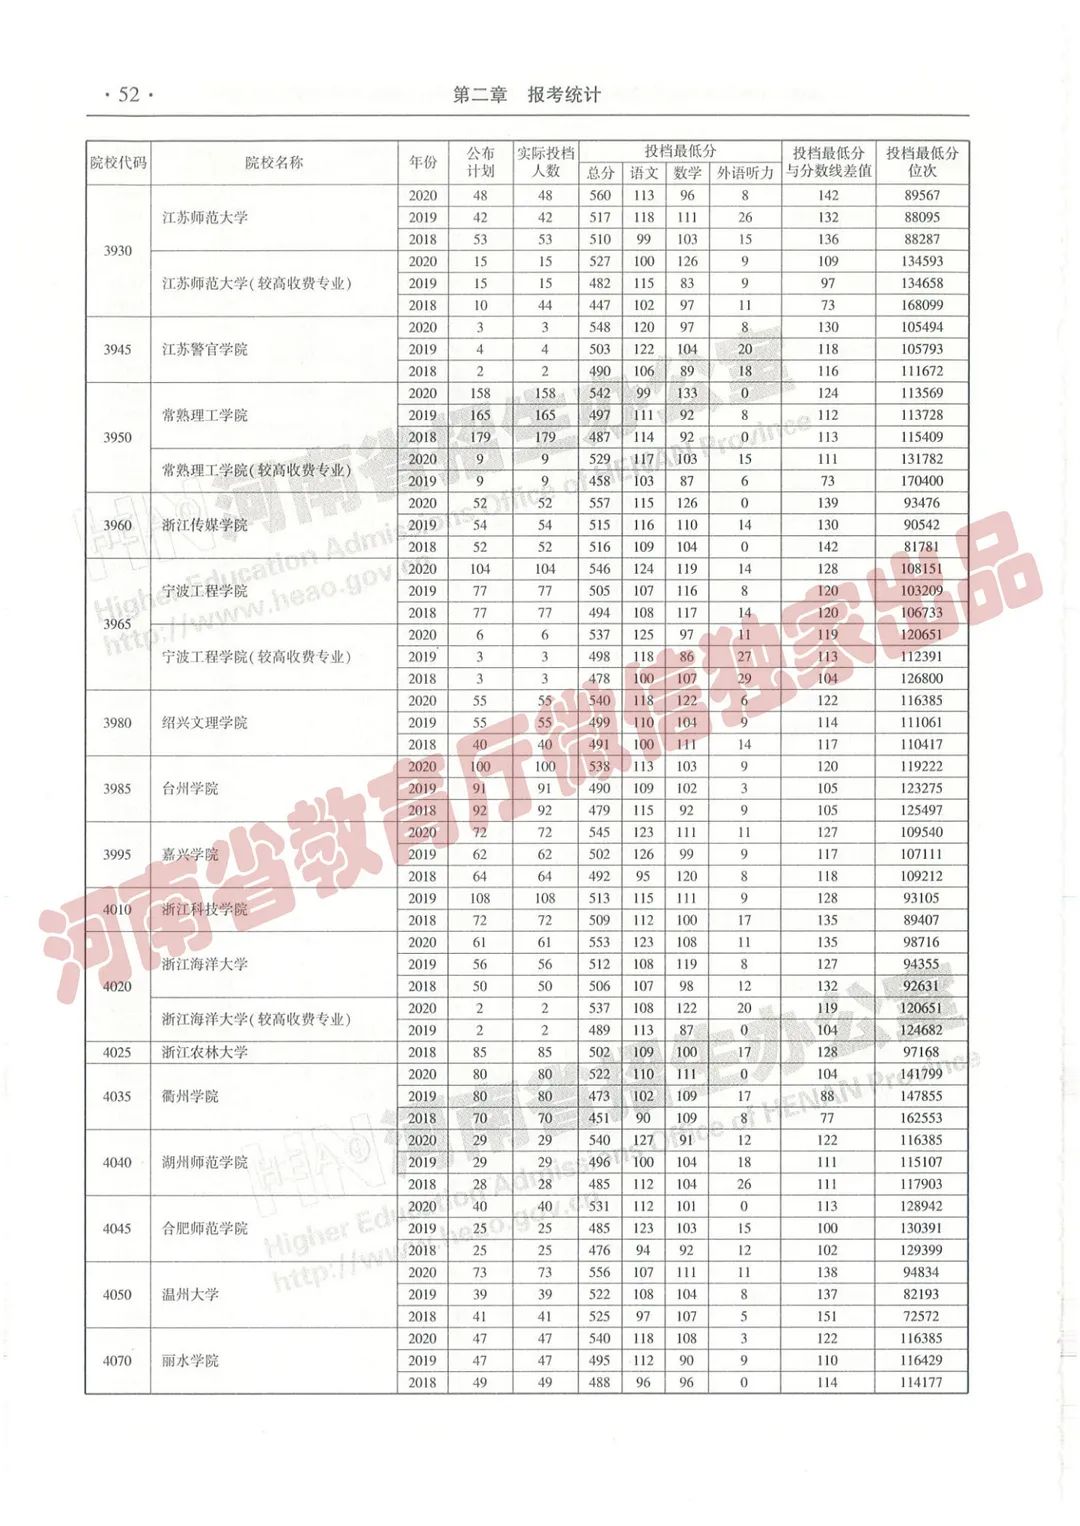 · 52 ·
第二章 报考统计
院校代码 院校名称 年份 公布计划 实际投档人数 投档最低分 投档最低分与分数线差值 投档最低分位次
总分 语文 数学 外语听力
3930 江苏师范大学 2020 48 48 560 113 96 8 142 89567
2019 42 42 517 118 111 26 132 88095
2018 53 53 510 99 103 15 136 88287
江苏师范大学(较高收费专业) 2020 15 15 527 100 126 9 109 134593
2019 15 15 482 115 83 9 97 134658
2018 10 44 447 102 97 11 73 168099
3945 江苏警官学院 2020 3 3 548 120 97 8 130 105494
2019 4 4 503 122 104 20 118 105793
2018 2 2 490 106 89 18 116 111672
3950 常熟理工学院 2020 158 158 542 99 133 0 124 113569
2019 165 165 497 111 92 8 112 113728
2018 179 179 487 114 92 0 113 115409
常熟理工学院(较高收费专业) 2020 9 9 529 117 103 15 111 131782
2019 9 9 458 103 87 6 73 170400
3960 浙江传媒学院 2020 52 52 557 115 126 0 139 93476
2019 54 54 515 116 110 14 130 90542
2018 52 52 516 109 104 0 142 81781
3965 宁波工程学院 2020 104 104 546 124 119 14 128 108151
2019 77 77 505 107 116 8 120 103209
2018 77 77 494 108 117 14 120 106733
宁波工程学院(较高收费专业) 2020 6 6 537 125 97 11 119 120651
2019 3 3 498 118 86 27 113 112391
2018 3 3 478 100 107 29 104 126800
3980 绍兴文理学院 2020 55 55 540 118 122 6 122 116385
2019 55 55 499 110 104 9 114 111061
2018 40 40 491 100 111 14 117 110417
3985 台州学院 2020 100 100 538 113 103 9 120 119222
2019 91 91 490 109 102 3 105 123275
2018 92 92 479 115 92 9 105 125497
3995 嘉兴学院 2020 72 72 545 123 111 11 127 109540
2019 62 62 502 126 99 9 117 107111
2018 64 64 492 95 120 8 118 109212
4010 浙江科技学院 2019 108 108 513 115 111 9 128 93105
2018 72 72 509 112 100 17 135 89407
4020 浙江海洋大学 2020 61 61 553 123 108 11 135 98716
2019 56 56 512 108 119 8 127 94355
2018 50 50 506 107 98 12 132 92631
浙江海洋大学(较高收费专业) 2020 2 2 537 108 122 20 119 120651
2019 2 2 489 113 87 0 104 124682
4025 浙江农林大学 2018 85 85 502 109 100 17 128 97168
4035 衢州学院 2020 80 80 522 110 111 0 104 141799
2019 80 80 473 102 109 17 88 147855
2018 70 70 451 90 109 8 77 162553
4040 湖州师范学院 2020 29 29 540 127 91 12 122 116385
2019 29 29 496 100 104 18 111 115107
2018 28 28 485 112 104 26 111 117903
4045 合肥师范学院 2020 40 40 531 112 101 0 113 128942
2019 25 25 485 123 103 15 100 130391
2018 25 25 476 94 92 12 102 129399
4050 温州大学 2020 73 73 556 107 111 11 138 94834
2019 39 39 522 108 104 8 137 82193
2018 41 41 525 97 107 5 151 72572
4070 丽水学院 2020 47 47 540 118 108 3 122 116385
2019 47 47 495 112 90 9 110 116429
2018 49 49 488 96 96 0 114 114177
河南省招生办公室
Higher Education Admissions Office of HENAN Province
http://www.heao.gov.cn
河南省教育厅微信独家出品
河南省招生办公室
Higher Education Admissions Office of HENAN Province
http://www.heao.gov.cn